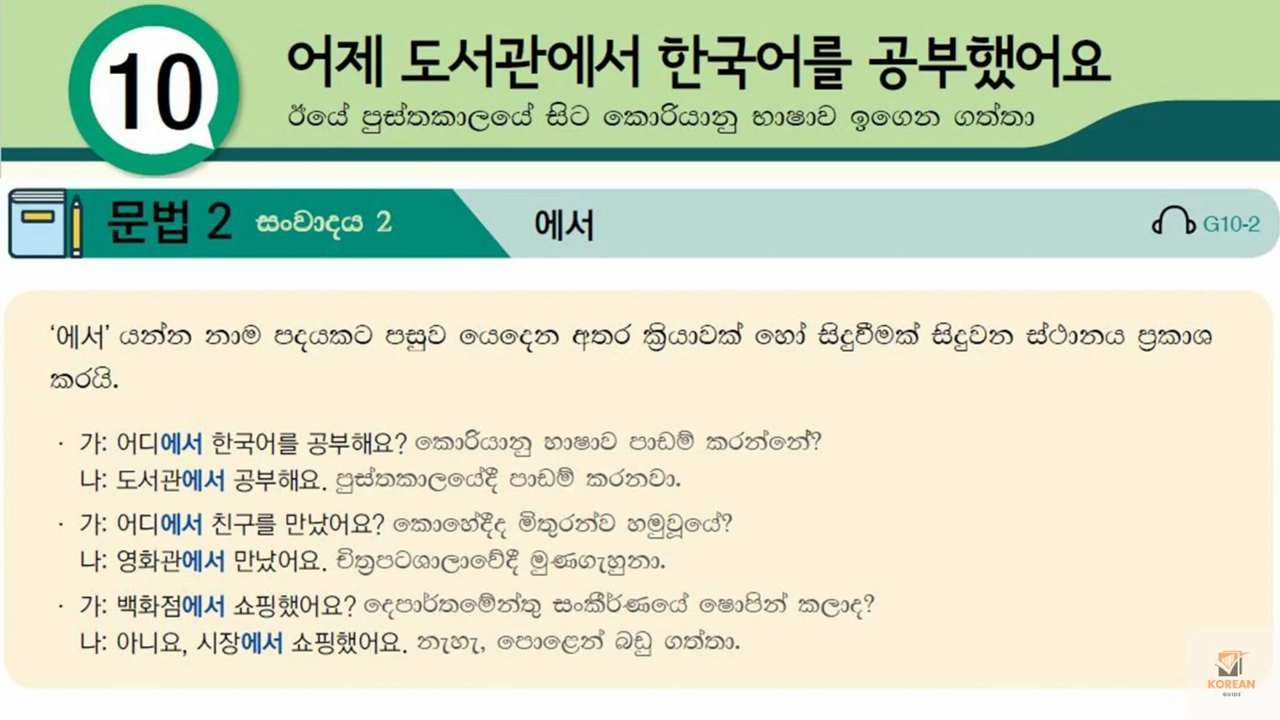 10
어제 도서관에서 한국어를 공부했어요
ඊයේ පුස්තකාලයේ සිට කොරියානු භාෂාව ඉගෙන ගත්තා
문법 2 සංවාදය 2 에서 G10-2
‘에서’ යන්න නාම පදයකට පසුව යෙදෙන අතර ක්‍රියාවක් හෝ සිදුවීමක් සිදුවන ස්ථානය ප්‍රකාශ
කරයි.
· 가: 어디에서 한국어를 공부해요? කොරියානු භාෂාව පාඩම් කරන්නේ?
나: 도서관에서 공부해요. පුස්තකාලයේදී පාඩම් කරනවා.
· 가: 어디에서 친구를 만났어요? කොහේදීද මිතුරන්ව හමුවූයේ?
나: 영화관에서 만났어요. චිත්‍රපටශාලාවේදී මුණගැහුනා.
· 가: 백화점에서 쇼핑했어요? දෙපාර්තමේන්තු සංකීර්ණයේ ෂොපින් කලාද?
나: 아니요, 시장에서 쇼핑했어요. නැහැ, පොළෙන් බඩු ගත්තා.
KOREAN
GUIDE